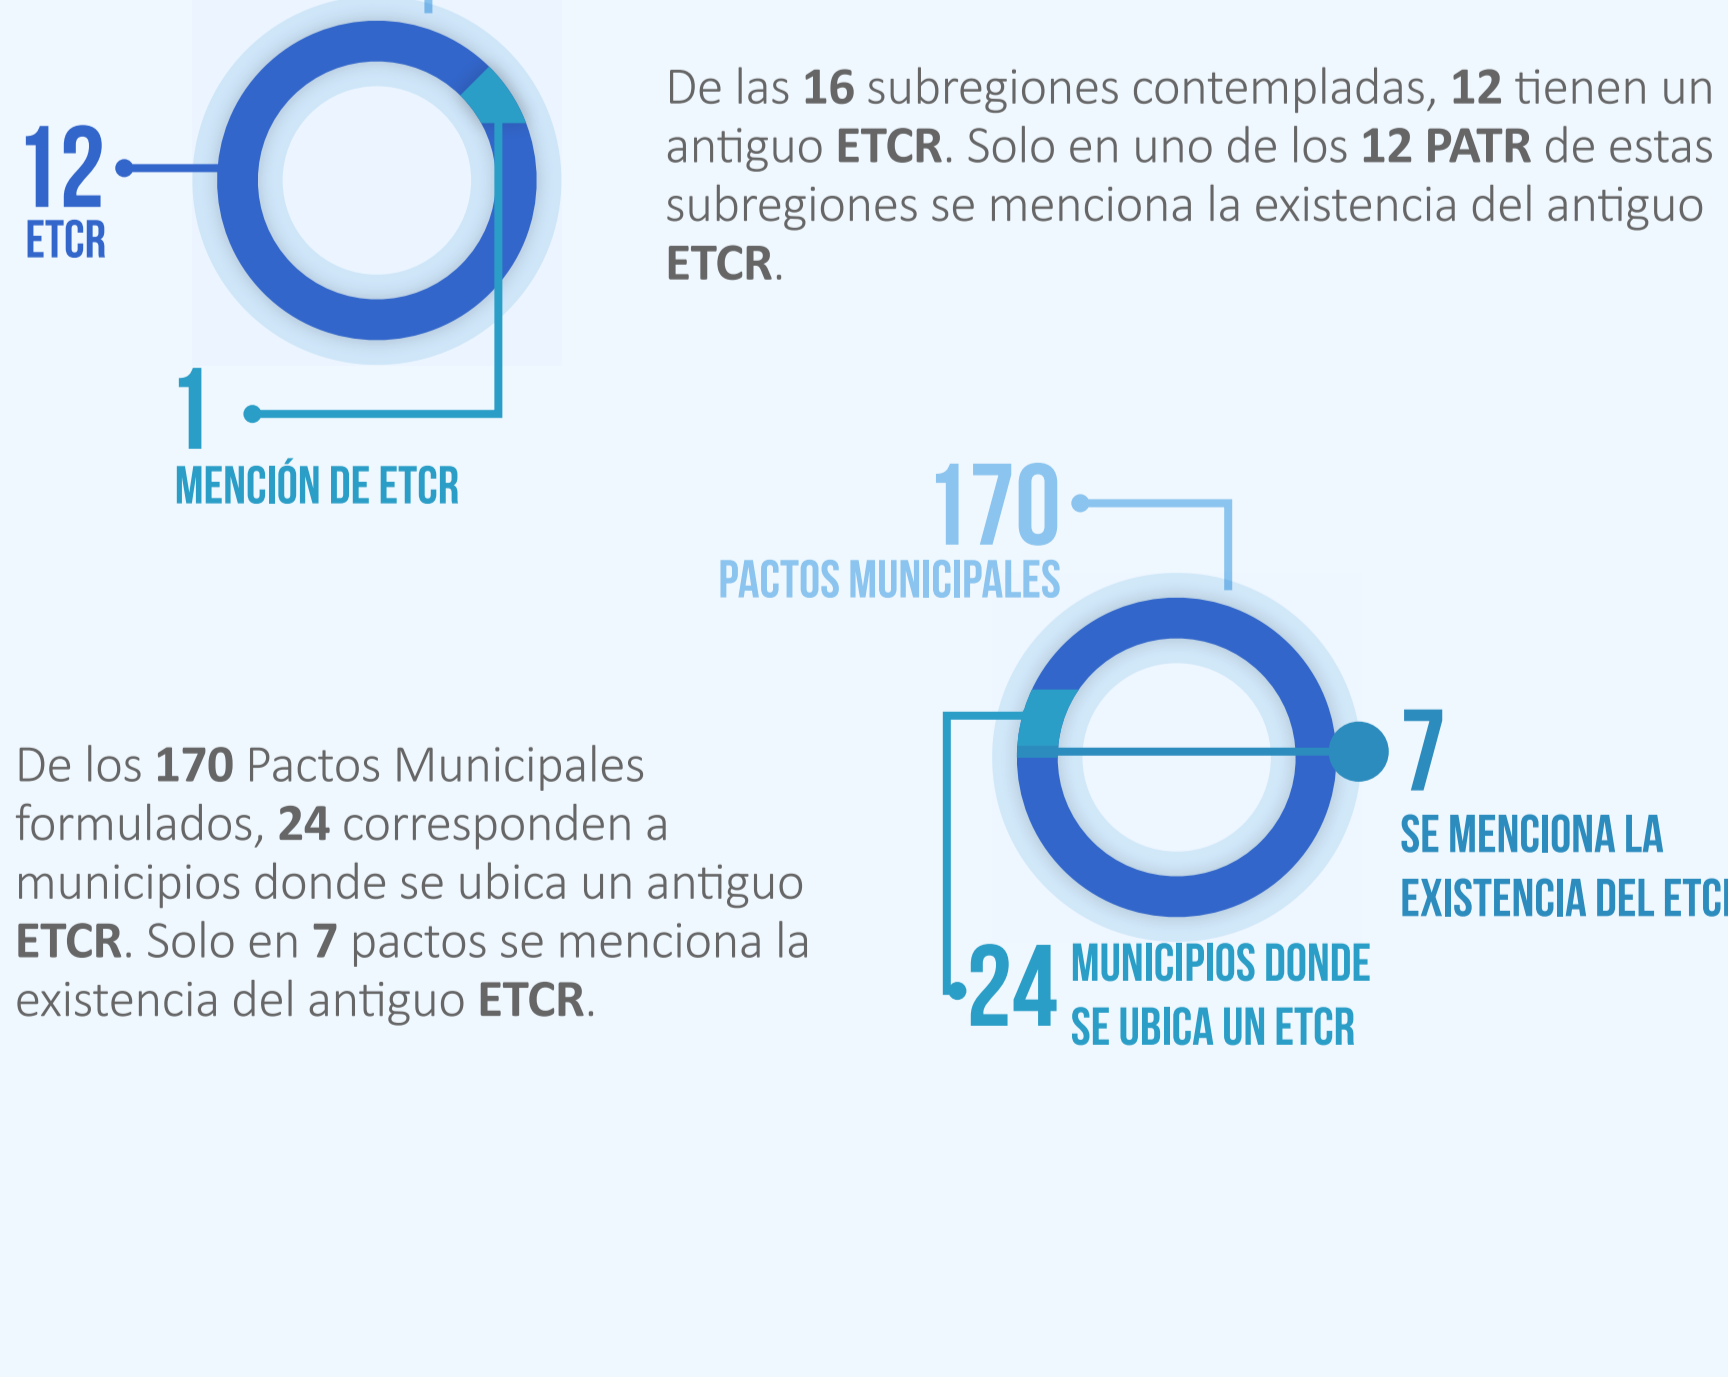 De las 16 subregiones contempladas, 12 tienen un
antiguo ETCR. Solo en uno de los 12 PATR de estas
subregiones se menciona la existencia del antiguo
ETCR.
12
ETCR
1
MENCIÓN DE ETCR
170
PACTOS MUNICIPALES
De los 170 Pactos Municipales
formulados, 24 corresponden a
municipios donde se ubica un antiguo
ETCR. Solo en 7 pactos se menciona la
existencia del antiguo ETCR.
7
SE MENCIONA LA
EXISTENCIA DEL ETCR
24
MUNICIPIOS DONDE
SE UBICA UN ETCR